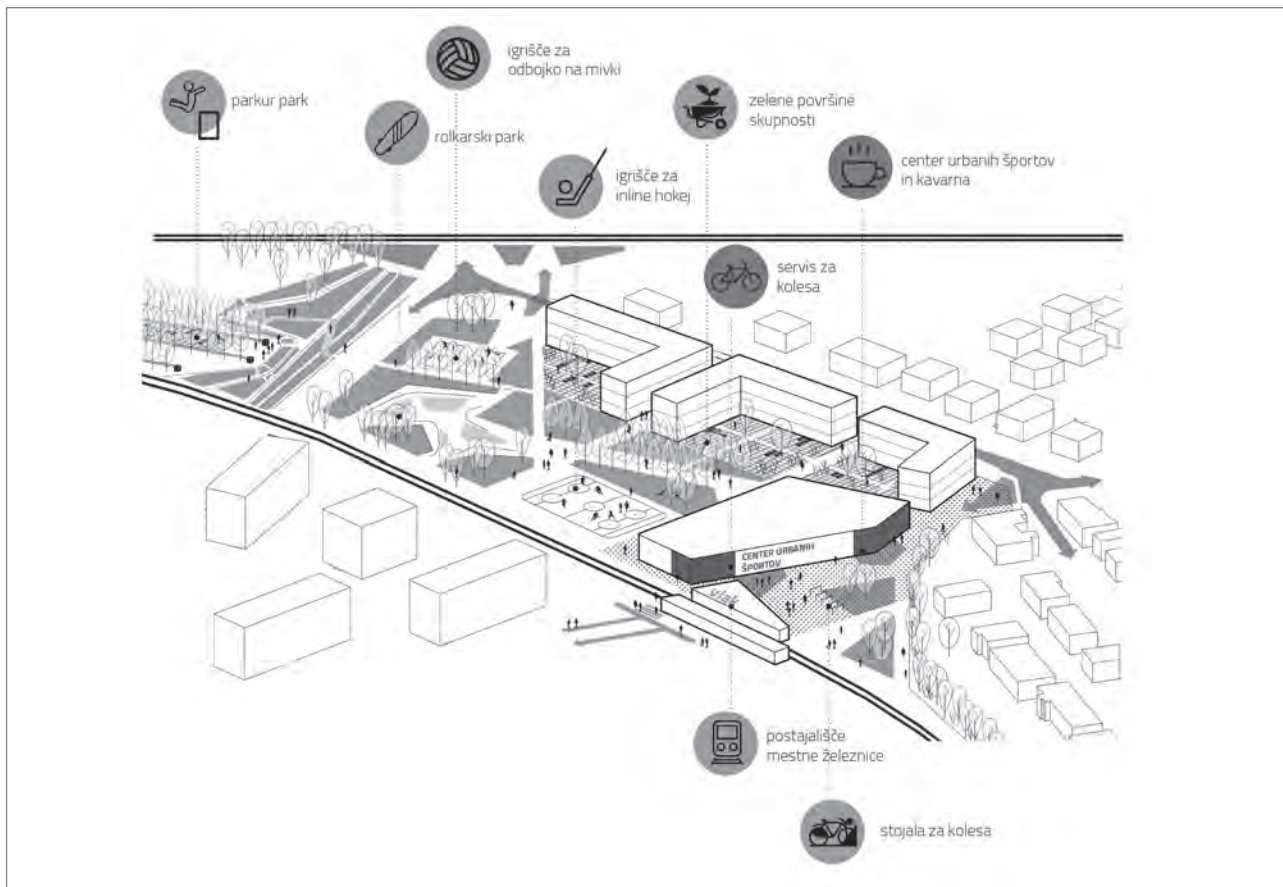 igrišče za
odbojko na mivki
parkur park
zelene površine
skupnosti
rolkarski park
center urbanih športov
in kavarna
igrišče za
inline hokej
servis za
kolesa
CENTER URBANIH
ŠPORTOV
vlak
postajališče
mestne železnice
stojala za kolesa